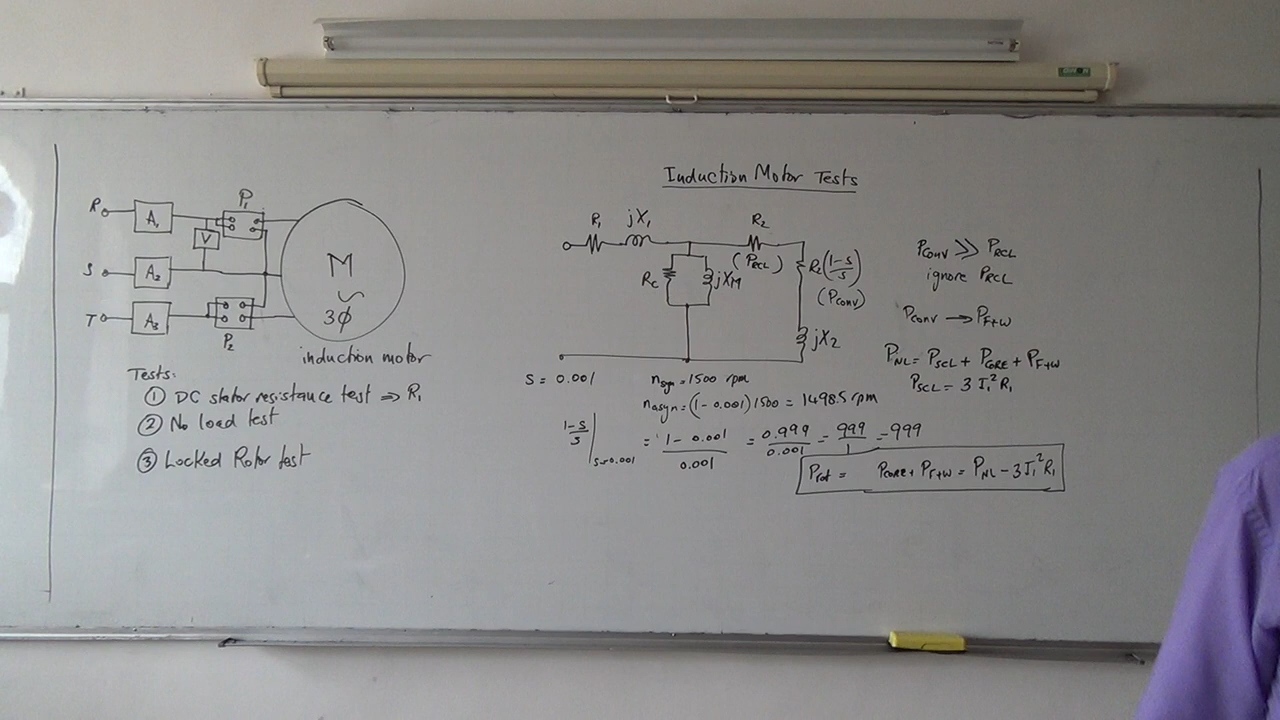 Induction Motor Tests
R
A1
P1
V
S
A2
T
A3
P2
M
~
3ϕ
induction motor
Tests:
① DC stator resistance test ⇒ R1
② No load test
③ Locked Rotor test
R1
jX1
R2
(PRCL)
RC
jXM
R2(1-s/s)
(Pconv)
jX2
Pconv >> PRCL
ignore PRCL
Pconv → PF+W
PNL = PSCL + PCORE + PF+W
PSCL = 3 I1²R1
S = 0.001
nsyn = 1500 rpm
nasyn = (1 - 0.001) 1500 = 1498.5 rpm
1-s/s | s=0.001 = 1 - 0.001/0.001 = 0.999/0.001 = 999/1 = 999
Prot = PCORE + PF+W = PNL - 3I1²R1